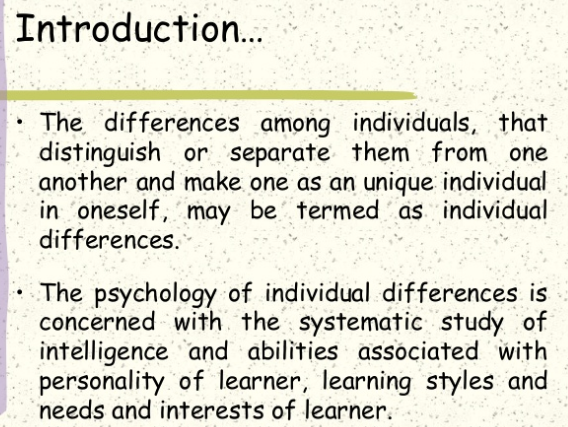 Introduction…
• The differences among individuals, that
distinguish or separate them from one
another and make one as an unique individual
in oneself, may be termed as individual
differences.
• The psychology of individual differences is
concerned with the systematic study of
intelligence and abilities associated with
personality of learner, learning styles and
needs and interests of learner.